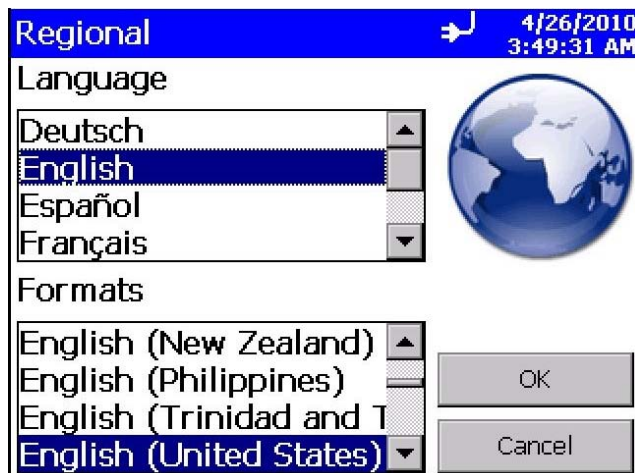 Regional
4/26/2010
3:49:31 AM
Language
Deutsch
English
Español
Français
Formats
English (New Zealand)
English (Philippines)
English (Trinidad and T
English (United States)
OK
Cancel